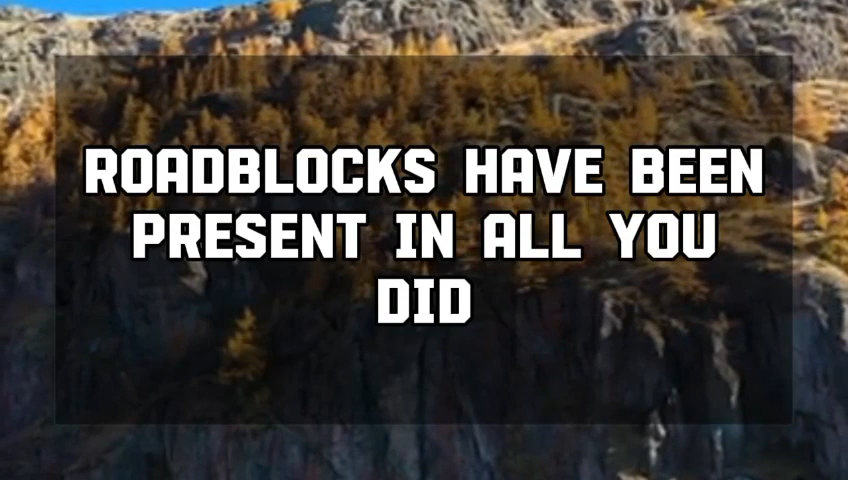 ROADBLOCKS HAVE BEEN
PRESENT IN ALL YOU
DID